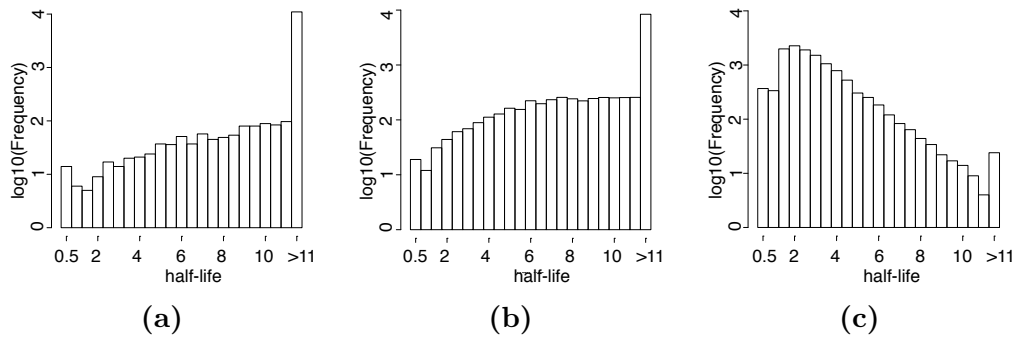 log10(Frequency)
0 1 2 3 4
0.5 2 4 6 8 10 >11
half-life
(a)
log10(Frequency)
0 1 2 3 4
0.5 2 4 6 8 10 >11
half-life
(b)
log10(Frequency)
0 1 2 3 4
0.5 2 4 6 8 10 >11
half-life
(c)